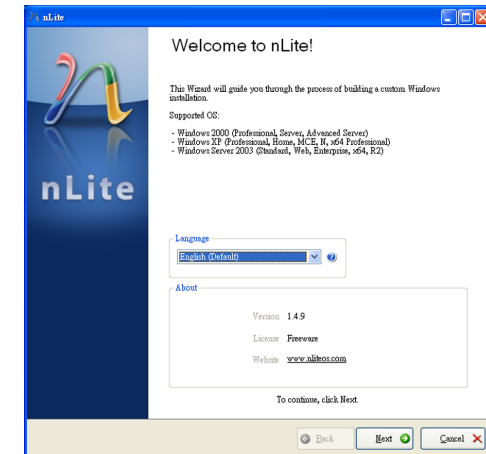 nLite
Welcome to nLite!
This Wizard will guide you through the process of building a custom Windows
installation.
Supported OS:
- Windows 2000 (Professional, Server, Advanced Server)
- Windows XP (Professional, Home, MCE, N, x64 Professional)
- Windows Server 2003 (Standard, Web, Enterprise, x64, R2)
nLite
Language
English (Default)
About
Version 1.4.9
License Freeware
Website www.nliteos.com
To continue, click Next.
Back Next Cancel